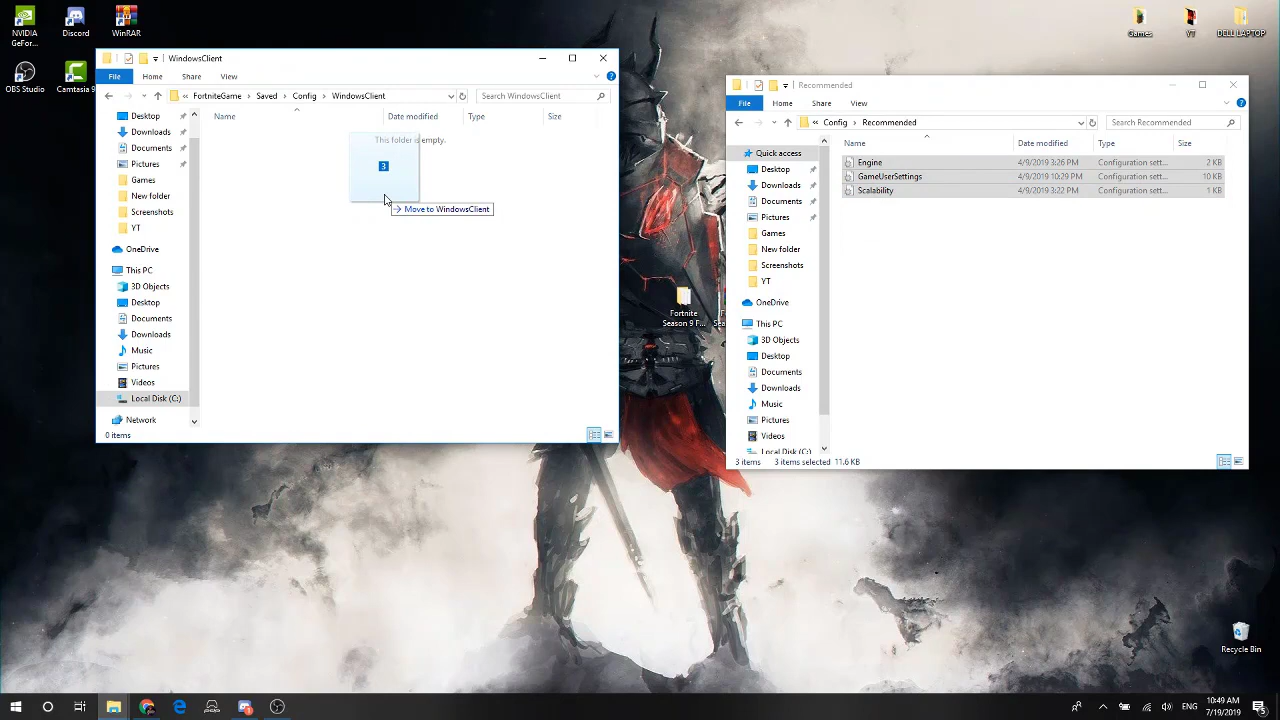 NVIDIA
GeFor...
Discord
WinRAR
OBS Studio
Camtasia 9
Games
YT
DELL LAPTOP
WindowsClient
File
Home
Share
View
FortniteGame
Saved
Config
WindowsClient
Search WindowsClient
Name
Date modified
Type
Size
This folder is empty.
3
Move to WindowsClient
Desktop
Downloads
Documents
Pictures
Games
New folder
Screenshots
YT
OneDrive
This PC
3D Objects
Desktop
Documents
Downloads
Music
Pictures
Videos
Local Disk (C:)
Network
0 items
Fortnite
Season 9 F...
Recommended
File
Home
Share
View
Config
Recommended
Search Recommended
Name
Date modified
Type
Size
Engine 4/9/2019 3:26 PM Configuration sett... 2 KB
GameUserSettings 4/9/2019 10:29 PM Configuration sett... 10 KB
Scalability 4/9/2019 3:22 PM Configuration sett... 1 KB
Quick access
Desktop
Downloads
Documents
Pictures
Games
New folder
Screenshots
YT
OneDrive
This PC
3D Objects
Desktop
Documents
Downloads
Music
Pictures
Videos
Local Disk (C:)
3 items 3 items selected 11.6 KB
Recycle Bin
ENG
10:49 AM
7/19/2019